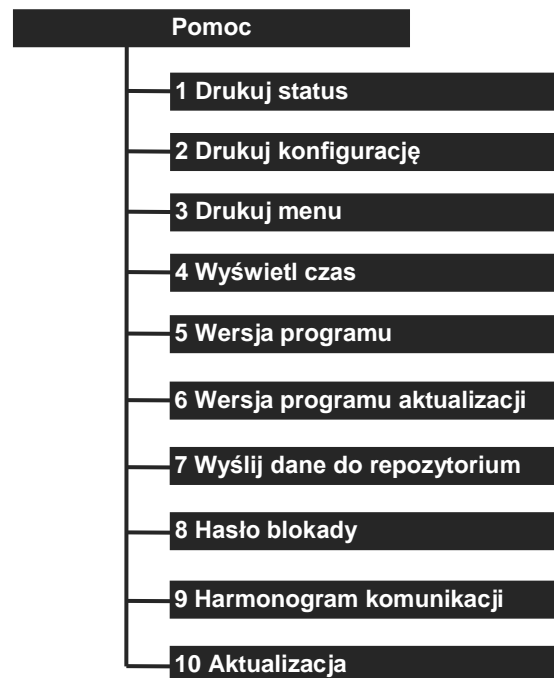 Pomoc
1 Drukuj status
2 Drukuj konfigurację
3 Drukuj menu
4 Wyświetl czas
5 Wersja programu
6 Wersja programu aktualizacji
7 Wyślij dane do repozytorium
8 Hasło blokady
9 Harmonogram komunikacji
10 Aktualizacja